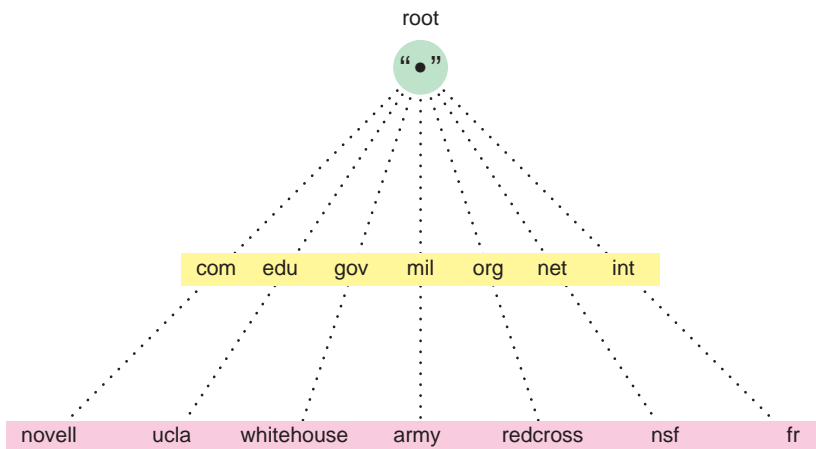 root
“•”
com edu gov mil org net int
novell ucla whitehouse army redcross nsf fr